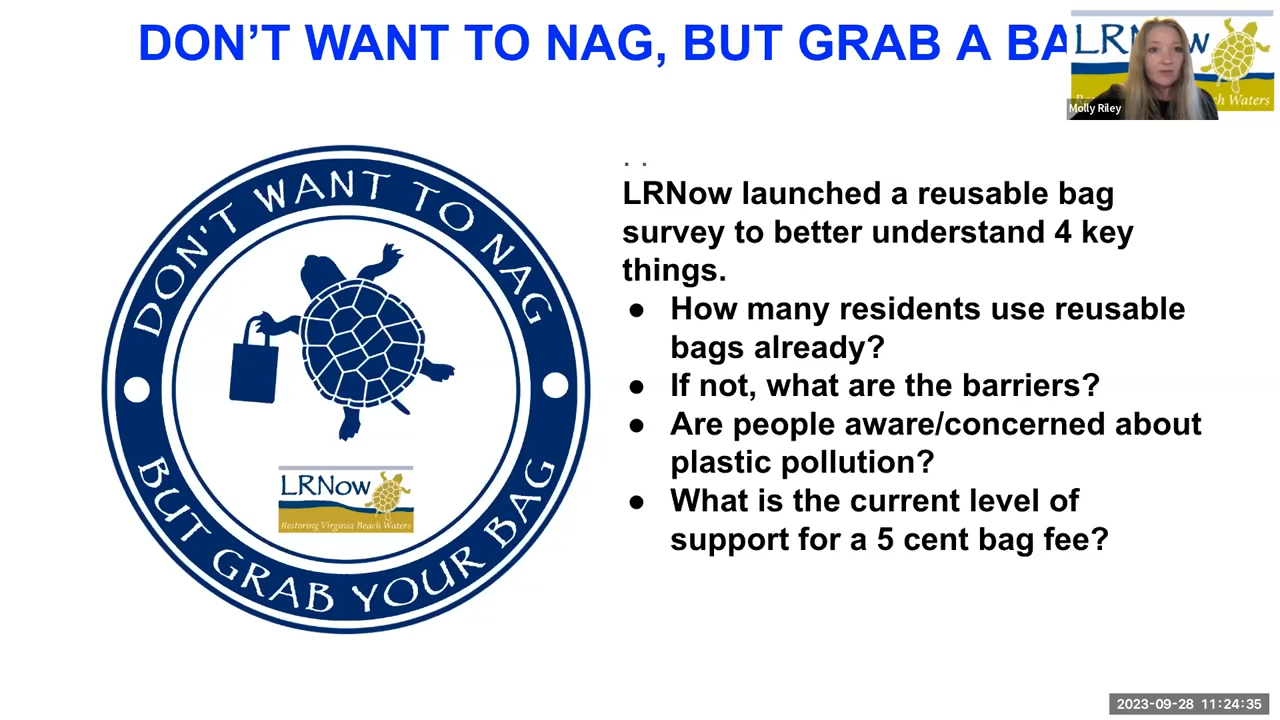 DON'T WANT TO NAG, BUT GRAB A BA
LRNow
h Waters
Molly Riley
. .
LRNow launched a reusable bag
survey to better understand 4 key
things.
● How many residents use reusable
bags already?
● If not, what are the barriers?
● Are people aware/concerned about
plastic pollution?
● What is the current level of
support for a 5 cent bag fee?
DON'T WANT TO NAG
BUT GRAB YOUR BAG
LRNow
Restoring Virginia Beach Waters
2023-09-28 11:24:35